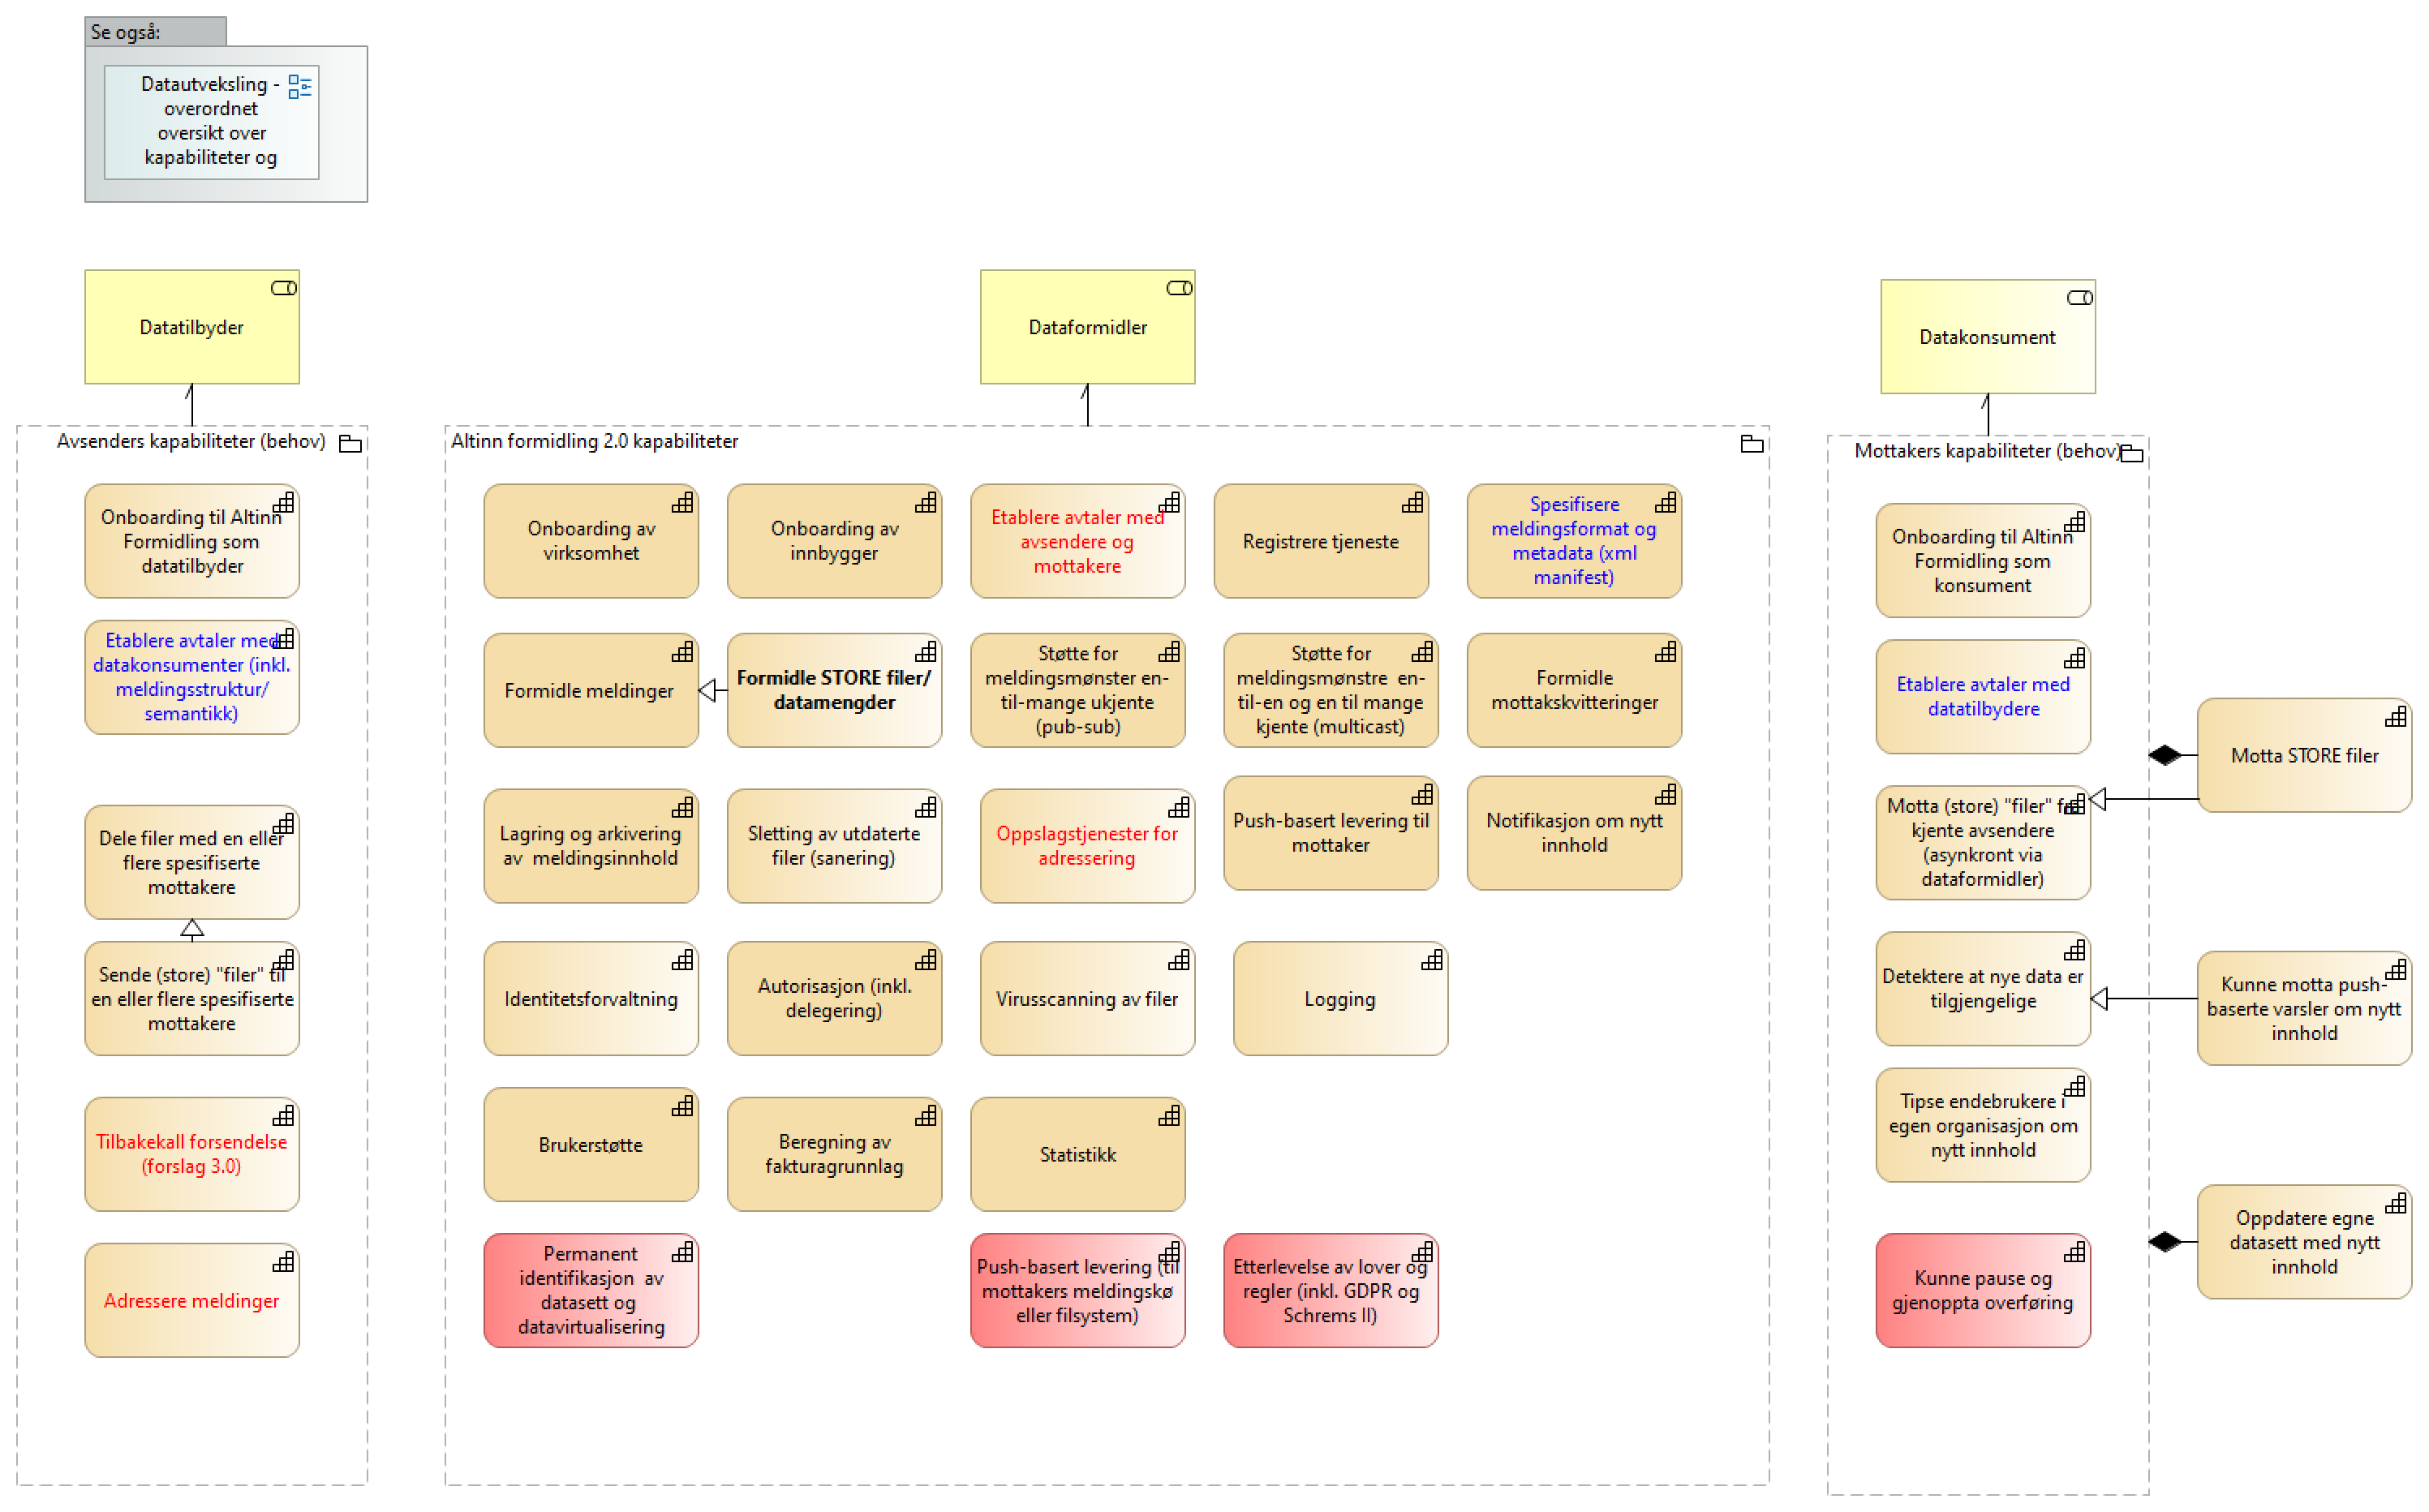 Se også:
Datautveksling -
overordnet
oversikt over
kapabiliteter og
Datatilbyder
Dataformidler
Datakonsument
Avsenders kapabiliteter (behov)
Onboarding til Altinn
Formidling som
datatilbyder
Etablere avtaler med
datakonsumenter (inkl.
meldingsstruktur/
semantikk)
Dele filer med en eller
flere spesifiserte
mottakere
Sende (store) "filer" til
en eller flere spesifiserte
mottakere
Tilbakekall forsendelse
(forslag 3.0)
Adressere meldinger
Altinn formidling 2.0 kapabiliteter
Onboarding av
virksomhet
Onboarding av
innbygger
Etablere avtaler med
avsendere og
mottakere
Registrere tjeneste
Spesifisere
meldingsformat og
metadata (xml
manifest)
Formidle meldinger
Formidle STORE filer/
datamengder
Støtte for
meldingsmønster en-
til-mange ukjente
(pub-sub)
Støtte for
meldingsmønstre  en-
til-en og en til mange
kjente (multicast)
Formidle
mottakskvitteringer
Lagring og arkivering
av  meldingsinnhold
Sletting av utdaterte
filer (sanering)
Oppslagstjenester for
adressering
Push-basert levering til
mottaker
Notifikasjon om nytt
innhold
Identitetsforvaltning
Autorisasjon (inkl.
delegering)
Virusscanning av filer
Logging
Brukerstøtte
Beregning av
fakturagrunnlag
Statistikk
Permanent
identifikasjon  av
datasett og
datavirtualisering
Push-basert levering (til
mottakers meldingskø
eller filsystem)
Etterlevelse av lover og
regler (inkl. GDPR og
Schrems II)
Mottakers kapabiliteter (behov)
Onboarding til Altinn
Formidling som
konsument
Etablere avtaler med
datatilbydere
Motta (store) "filer" fra
kjente avsendere
(asynkront via
dataformidler)
Detektere at nye data er
tilgjengelige
Tipse endebrukere i
egen organisasjon om
nytt innhold
Kunne pause og
gjenoppta overføring
Motta STORE filer
Kunne motta push-
baserte varsler om nytt
innhold
Oppdatere egne
datasett med nytt
innhold